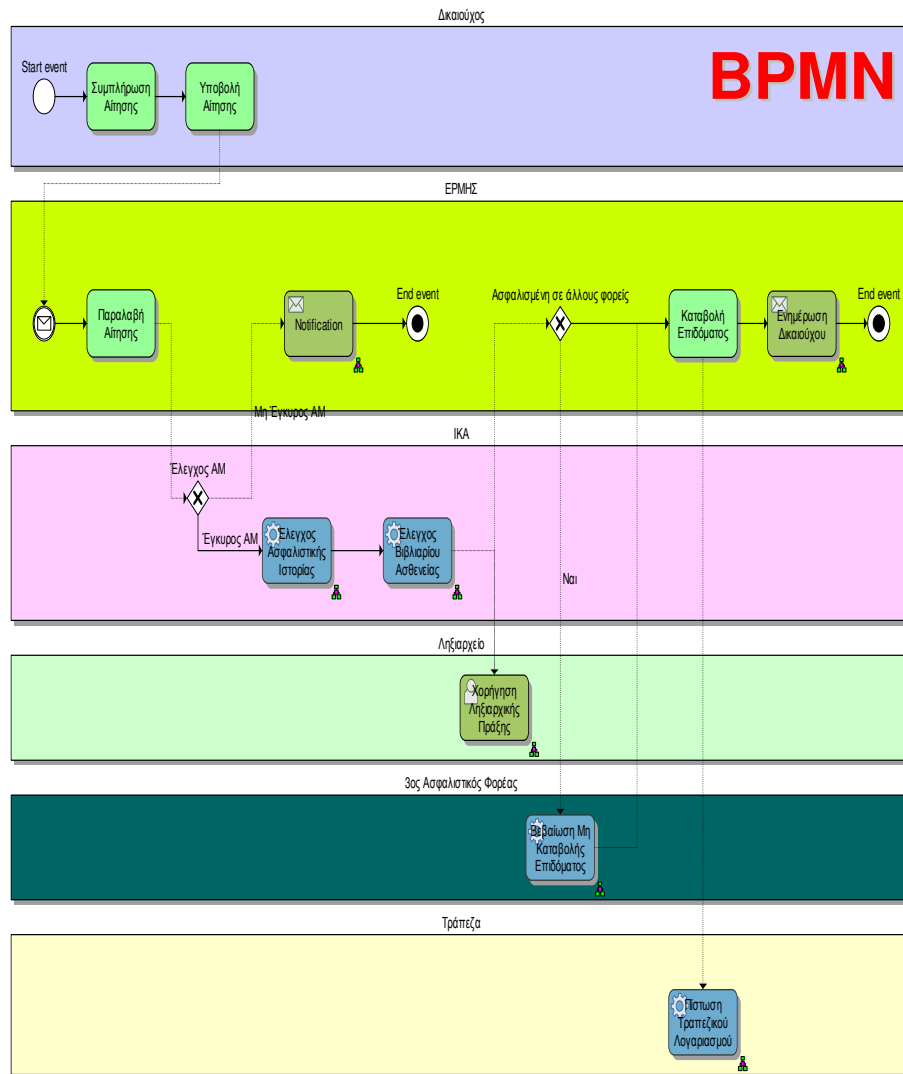 Δικαιούχος
BPMN
Start event
Συμπλήρωση
Αίτησης
Υποβολή
Αίτησης
ΕΡΜΗΣ
Παραλαβή
Αίτησης
Notification
End event
Ασφαλισμένη σε άλλους φορείς
Καταβολή
Επιδόματος
Ενημέρωση
Δικαιούχου
End event
Μη Έγκυρος ΑΜ
ΙΚΑ
Έλεγχος ΑΜ
Έγκυρος ΑΜ
Έλεγχος
Ασφαλιστικής
Ιστορίας
Έλεγχος
Βιβλιαρίου
Ασθενείας
Ναι
Ληξιαρχείο
Χορήγηση
Ληξιαρχικής
Πράξης
3ος Ασφαλιστικός Φορέας
Βεβαίωση Μη
Καταβολής
Επιδόματος
Τράπεζα
Πίστωση
Τραπεζικού
Λογαριασμού